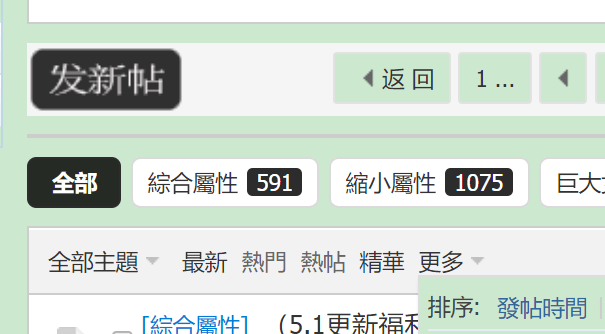 发新帖 返 回 1 ...
全部 綜合屬性 591 縮小屬性 1075 巨大
全部主題 最新 熱門 熱帖 精華 更多
排序: 發帖時間
[綜合屬性] (5.1更新福利